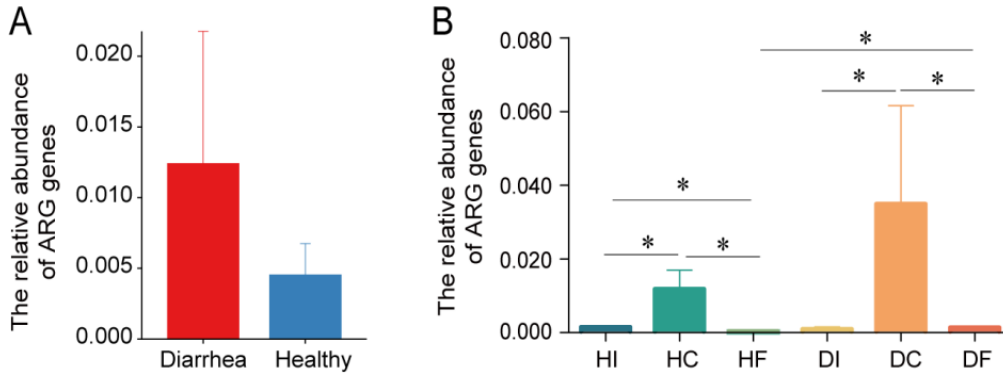 A
The relative abundance
of ARG genes
0.020
0.015
0.010
0.005
0.000
Diarrhea Healthy
B
The relative abundance
of ARG genes
0.080
0.060
0.040
0.020
0.000
*
*
*
*
*
*
HI HC HF DI DC DF